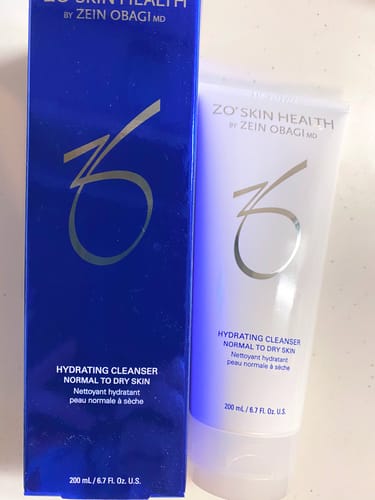 ZO SKIN HEALTH
BY ZEIN OBAGI MD
HYDRATING CLEANSER
NORMAL TO DRY SKIN
Nettoyant hydratant
peau normale à sèche
200 mL / 6.7 Fl. Oz. U.S.
ZO® SKIN HEALTH
BY ZEIN OBAGI MD
HYDRATING CLEANSER
NORMAL TO DRY SKIN
Nettoyant hydratant
peau normale à sèche
200 mL / 6.7 Fl. Oz. U.S.